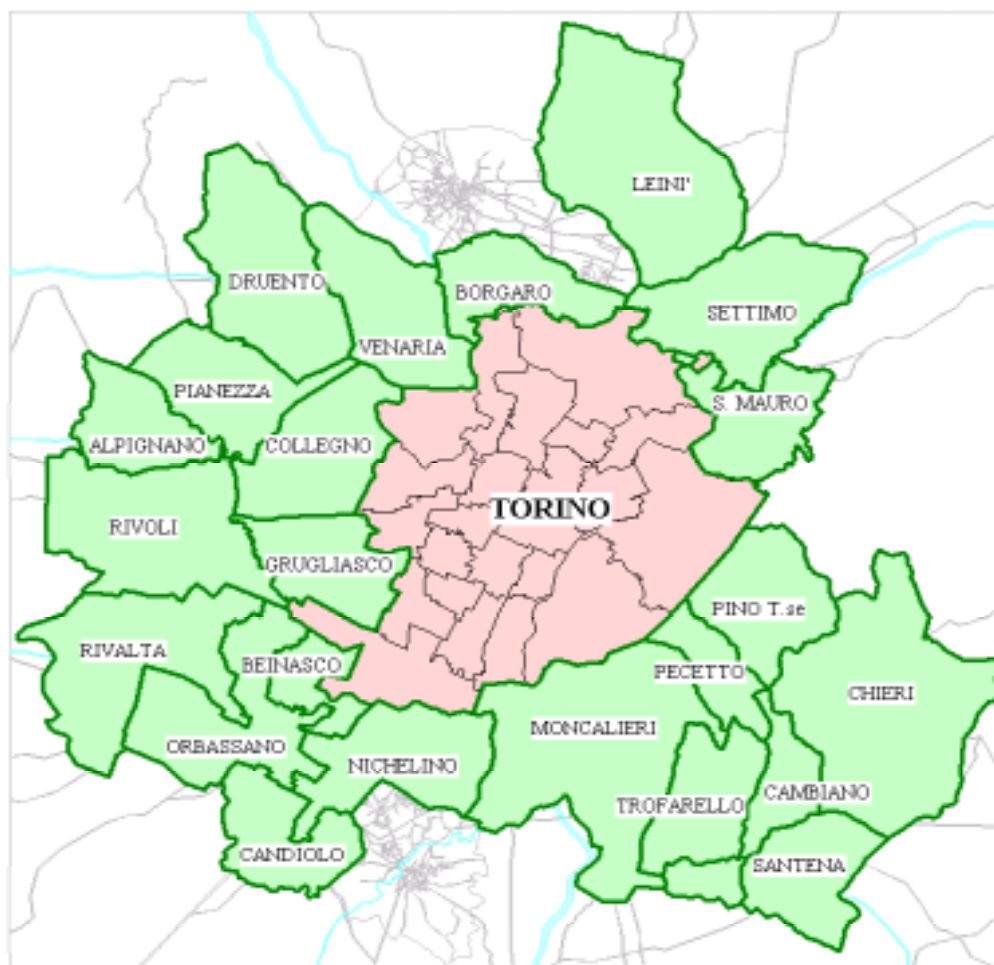 LEINI'
DRUENTO
BORGARO
SETTIMO
VENARIA
PIANEZZA
S. MAURO
ALPIGNANO
COLLEGNO
TORINO
RIVOLI
GRUGLIASCO
PINO T.se
RIVALTA
BEINASCO
PECETTO
CHIERI
MONCALIERI
ORBASSANO
NICHELINO
CAMBIANO
TROFARELLO
CANDIOLO
SANTENA